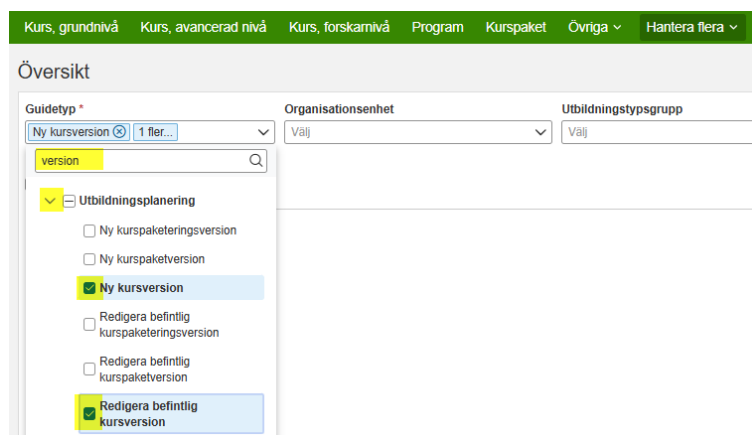 Kurs, grundnivå Kurs, avancerad nivå Kurs, forskarnivå Program Kurspaket Övriga Hantera flera
Översikt
Guidetyp * Organisationsenhet Utbildningstypsgrupp
Ny kursversion 1 fler... Välj Välj
version
Utbildningsplanering
Ny kurspaketeringsversion
Ny kurspaketversion
Ny kursversion
Redigera befintlig
kurspaketeringsversion
Redigera befintlig
kurspaketversion
Redigera befintlig
kursversion